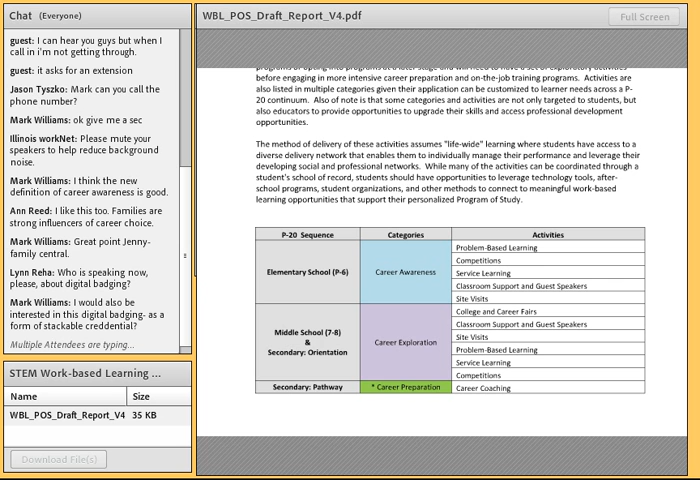 Chat (Everyone)
guest: I can hear you guys but when I
call in i'm not getting through.
guest: it asks for an extension
Jason Tyszko: Mark can you call the
phone number?
Mark Williams: ok give me a sec
Illinois workNet: Please mute your
speakers to help reduce background
noise.
Mark Williams: I think the new
definition of career awareness is good.
Ann Reed: I like this too. Families are
strong influencers of career choice.
Mark Williams: Great point Jenny-
family central.
Lynn Reha: Who is speaking now,
please, about digital badging?
Mark Williams: I would also be
interested in this digital badging- as a
form of stackable creddential?
Multiple Attendees are typing...
STEM Work-based Learning ...
Name Size
WBL_POS_Draft_Report_V4 35 KB
Download File(s)
WBL_POS_Draft_Report_V4.pdf
Full Screen
before engaging in more intensive career preparation and on-the-job training programs. Activities are
also listed in multiple categories given their application can be customized to learner needs across a P-
20 continuum. Also of note is that some categories and activities are not only targeted to students, but
also educators to provide opportunities to upgrade their skills and access professional development
opportunities.
The method of delivery of these activities assumes "life-wide" learning where students have access to a
diverse delivery network that enables them to individually manage their performance and leverage their
developing social and professional networks. While many of the activities can be coordinated through a
student's school of record, students should have opportunities to leverage technology tools, after-
school programs, student organizations, and other methods to connect to meaningful work-based
learning opportunities that support their personalized Program of Study.
P-20 Sequence Categories Activities
Elementary School (P-6) Career Awareness
Problem-Based Learning
Competitions
Service Learning
Classroom Support and Guest Speakers
Site Visits
Middle School (7-8)
&
Secondary: Orientation
Career Exploration
College and Career Fairs
Classroom Support and Guest Speakers
Site Visits
Problem-Based Learning
Service Learning
Competitions
Secondary: Pathway * Career Preparation Career Coaching